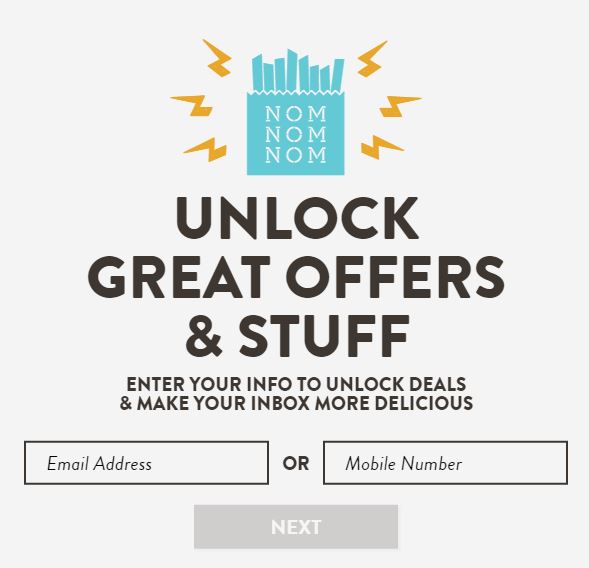 NOM
NOM
NOM
UNLOCK
GREAT OFFERS
& STUFF
ENTER YOUR INFO TO UNLOCK DEALS
& MAKE YOUR INBOX MORE DELICIOUS
Email Address OR Mobile Number
NEXT